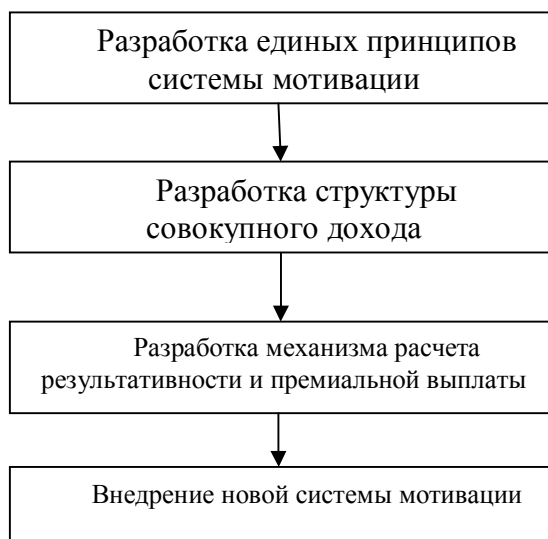 Разработка единых принципов
системы мотивации
Разработка структуры
совокупного дохода
Разработка механизма расчета
результативности и премиальной выплаты
Внедрение новой системы мотивации